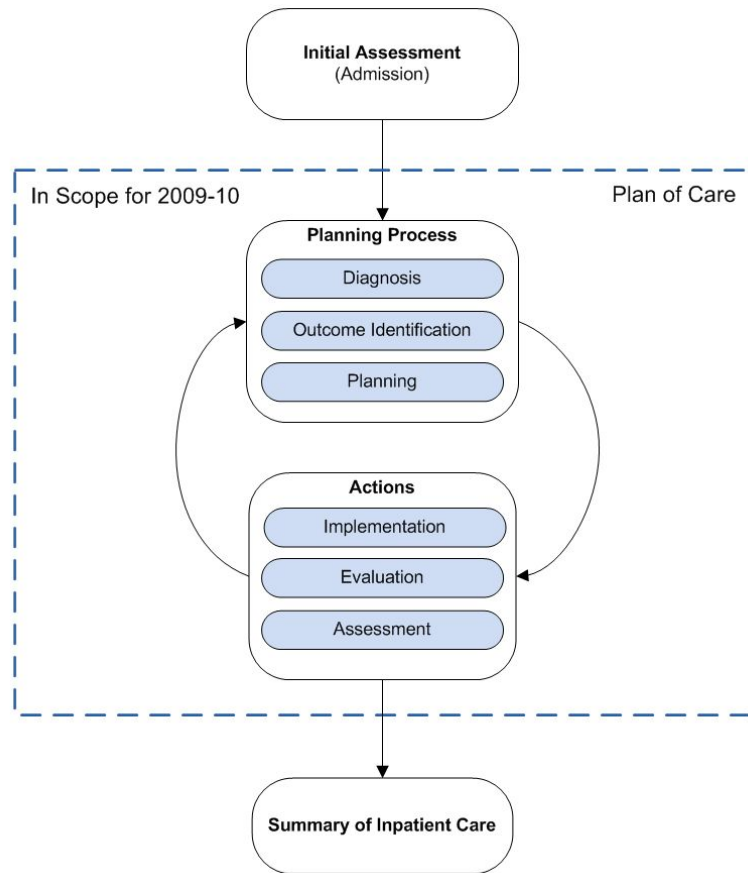 Initial Assessment
(Admission)
In Scope for 2009-10
Plan of Care
Planning Process
Diagnosis
Outcome Identification
Planning
Actions
Implementation
Evaluation
Assessment
Summary of Inpatient Care